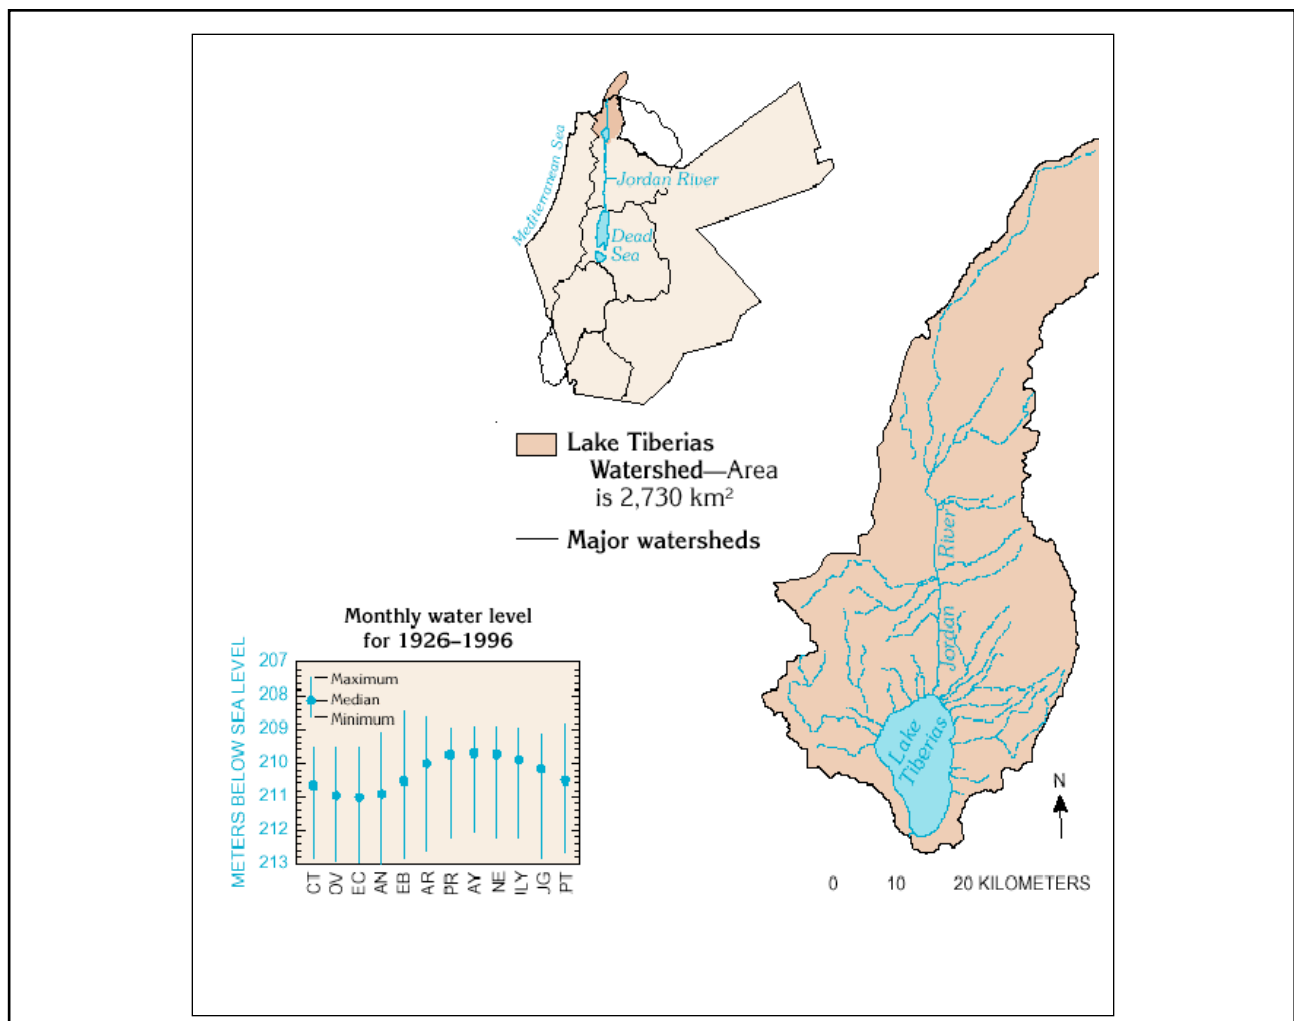 Mediterranean Sea
Jordan River
Dead
Sea
Lake Tiberias
Watershed—Area
is 2,730 km²
Major watersheds
Monthly water level
for 1926–1996
METERS BELOW SEA LEVEL
207
208
209
210
211
212
213
Maximum
Median
Minimum
CT
OV
EC
AN
EB
AR
PR
AY
NE
ILY
JG
PT
Jordan River
Lake
Tiberias
N
0 10 20 KILOMETERS